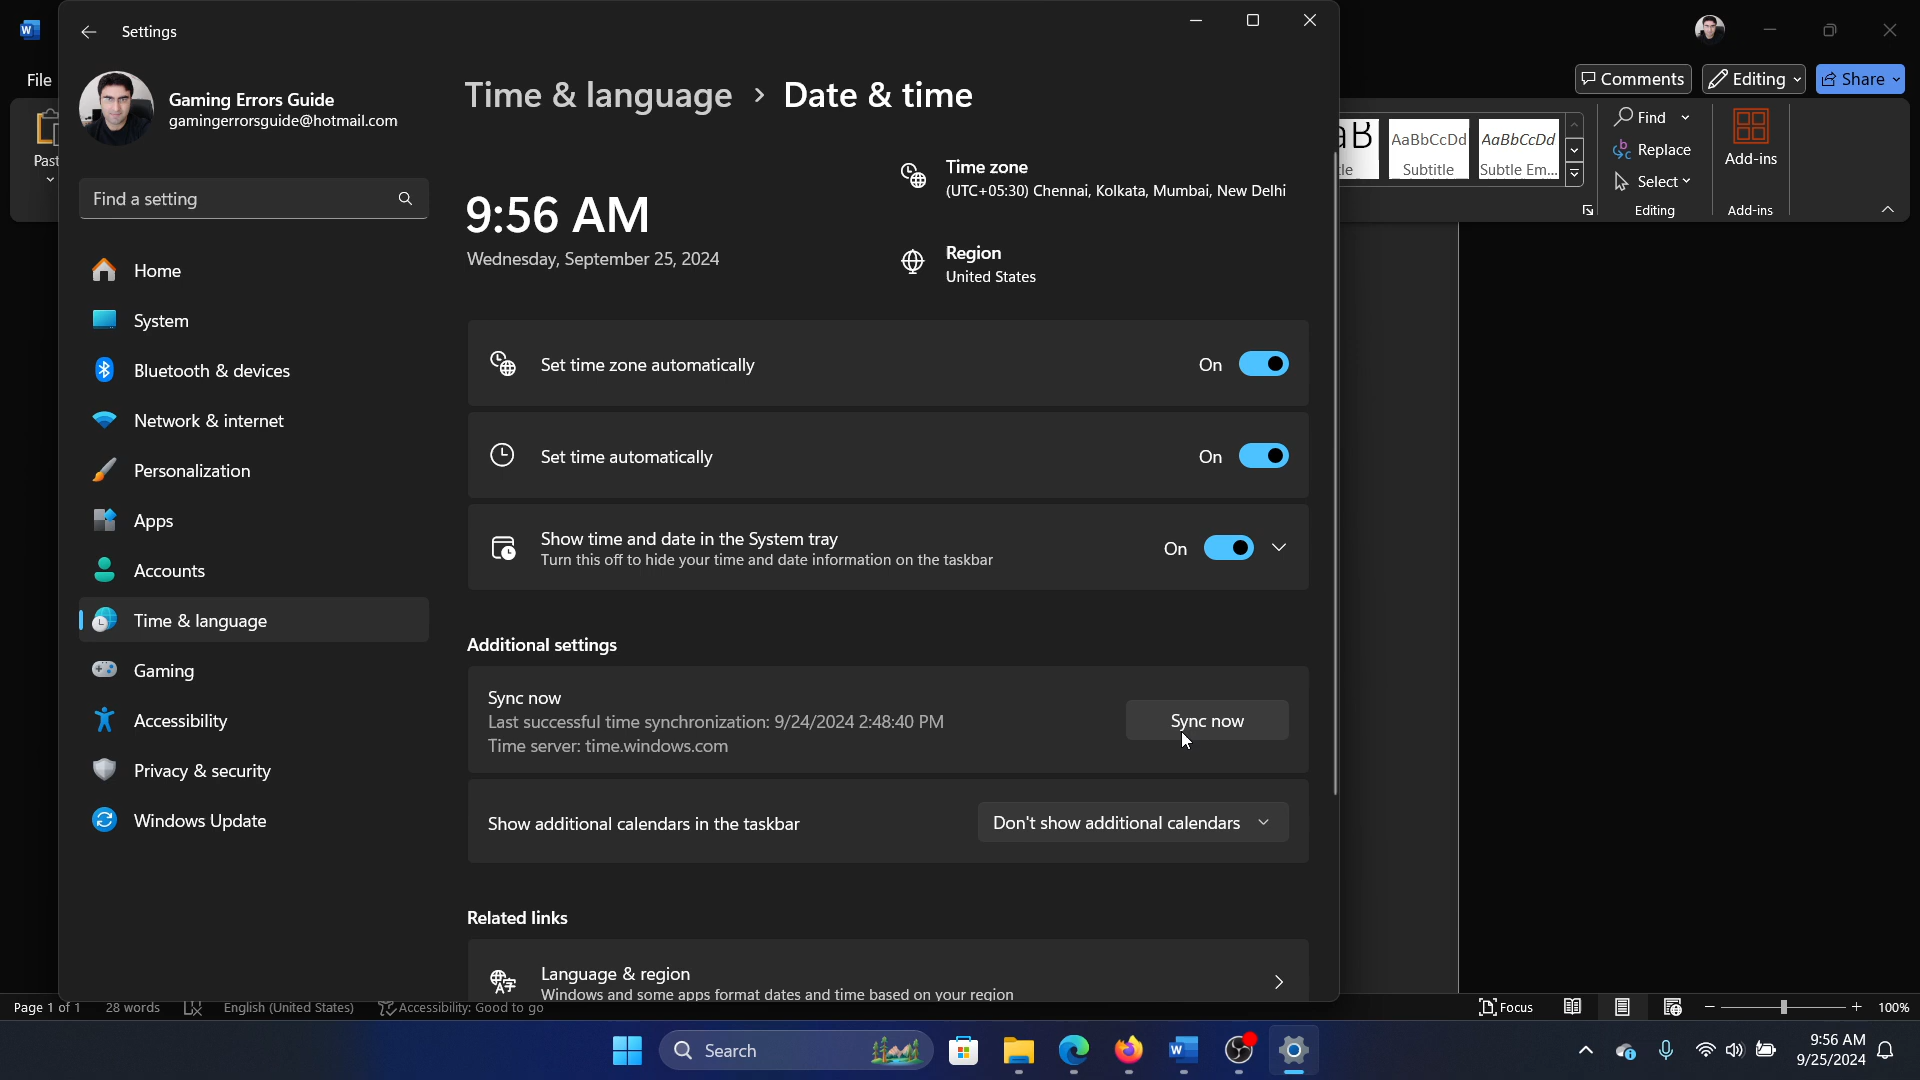 Settings
Gaming Errors Guide
gamingerrorsguide@hotmail.com
Find a setting
Home
System
Bluetooth & devices
Network & internet
Personalization
Apps
Accounts
Time & language
Gaming
Accessibility
Privacy & security
Windows Update
Time & language > Date & time
9:56 AM
Wednesday, September 25, 2024
Time zone
(UTC+05:30) Chennai, Kolkata, Mumbai, New Delhi
Region
United States
Set time zone automatically
On
Set time automatically
On
Show time and date in the System tray
Turn this off to hide your time and date information on the taskbar
On
Additional settings
Sync now
Last successful time synchronization: 9/24/2024 2:48:40 PM
Time server: time.windows.com
Sync now
Show additional calendars in the taskbar
Don't show additional calendars
Related links
Language & region
Windows and some apps format dates and time based on your region
File
Comments
Editing
Share
AaBbCcDd
Subtitle
AaBbCcDd
Subtle Em...
Find
Replace
Select
Editing
Add-ins
Add-ins
Page 1 of 1
28 words
English (United States)
Accessibility: Good to go
Focus
100%
Search
9:56 AM
9/25/2024